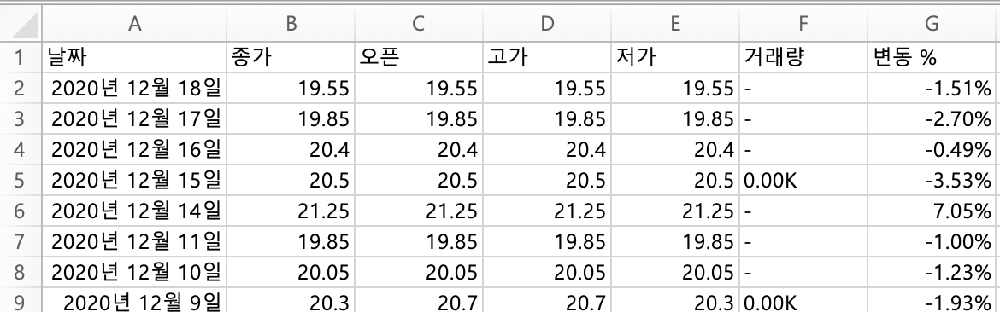 A B C D E F G
1 날짜 종가 오픈 고가 저가 거래량 변동 %
2 2020년 12월 18일 19.55 19.55 19.55 19.55 - -1.51%
3 2020년 12월 17일 19.85 19.85 19.85 19.85 - -2.70%
4 2020년 12월 16일 20.4 20.4 20.4 20.4 - -0.49%
5 2020년 12월 15일 20.5 20.5 20.5 20.5 0.00K -3.53%
6 2020년 12월 14일 21.25 21.25 21.25 21.25 - 7.05%
7 2020년 12월 11일 19.85 19.85 19.85 19.85 - -1.00%
8 2020년 12월 10일 20.05 20.05 20.05 20.05 - -1.23%
9 2020년 12월 9일 20.3 20.7 20.7 20.3 0.00K -1.93%